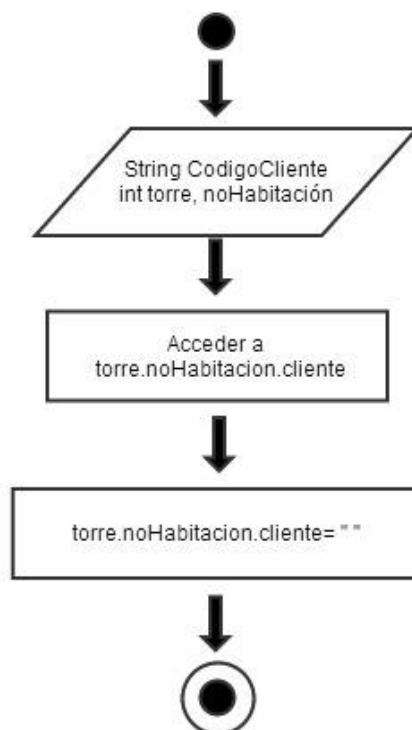 String CodigoCliente
int torre, noHabitación
Acceder a
torre.noHabitacion.cliente
torre.noHabitacion.cliente= " "